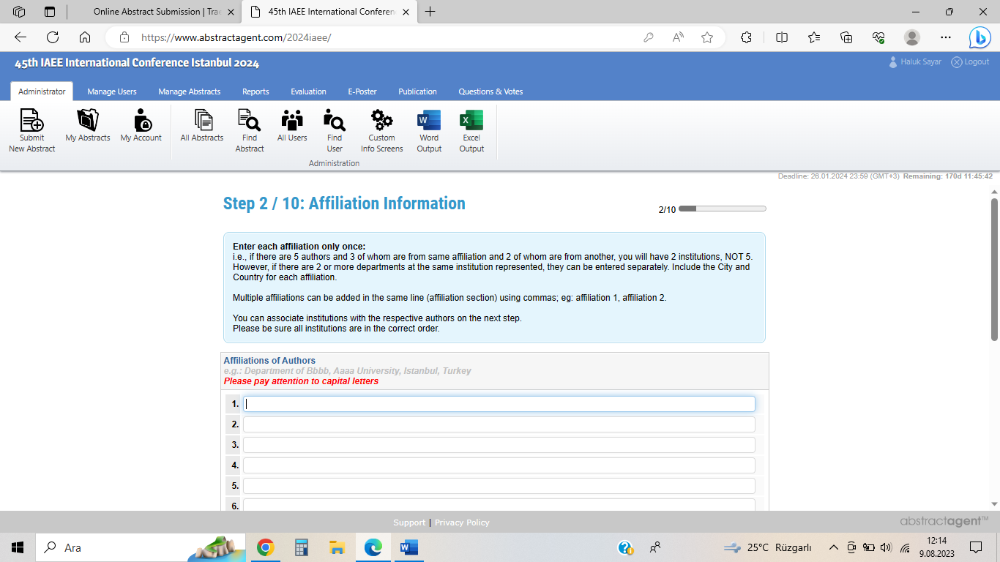 Online Abstract Submission | Tra
45th IAEE International Conferen
https://www.abstractagent.com/2024iaee/
45th IAEE International Conference Istanbul 2024
Haluk Sayar
Logout
Administrator
Manage Users
Manage Abstracts
Reports
Evaluation
E-Poster
Publication
Questions & Votes
Submit
New Abstract
My Abstracts
My Account
All Abstracts
Find
Abstract
All Users
Find
User
Custom
Info Screens
Word
Output
Excel
Output
Administration
Deadline: 26.01.2024 23:59 (GMT+3) Remaining: 170d 11:45:42
Step 2 / 10: Affiliation Information
2/10
Enter each affiliation only once:
i.e., if there are 5 authors and 3 of whom are from same affiliation and 2 of whom are from another, you will have 2 institutions, NOT 5.
However, if there are 2 or more departments at the same institution represented, they can be entered separately. Include the City and
Country for each affiliation.
Multiple affiliations can be added in the same line (affiliation section) using commas; eg: affiliation 1, affiliation 2.
You can associate institutions with the respective authors on the next step.
Please be sure all institutions are in the correct order.
Affiliations of Authors
e.g.: Department of Bbbb, Aaaa University, Istanbul, Turkey
Please pay attention to capital letters
1.
2.
3.
4.
5.
6.
Support | Privacy Policy
abstractagent™
Ara
25°C Rüzgarlı
12:14
9.08.2023